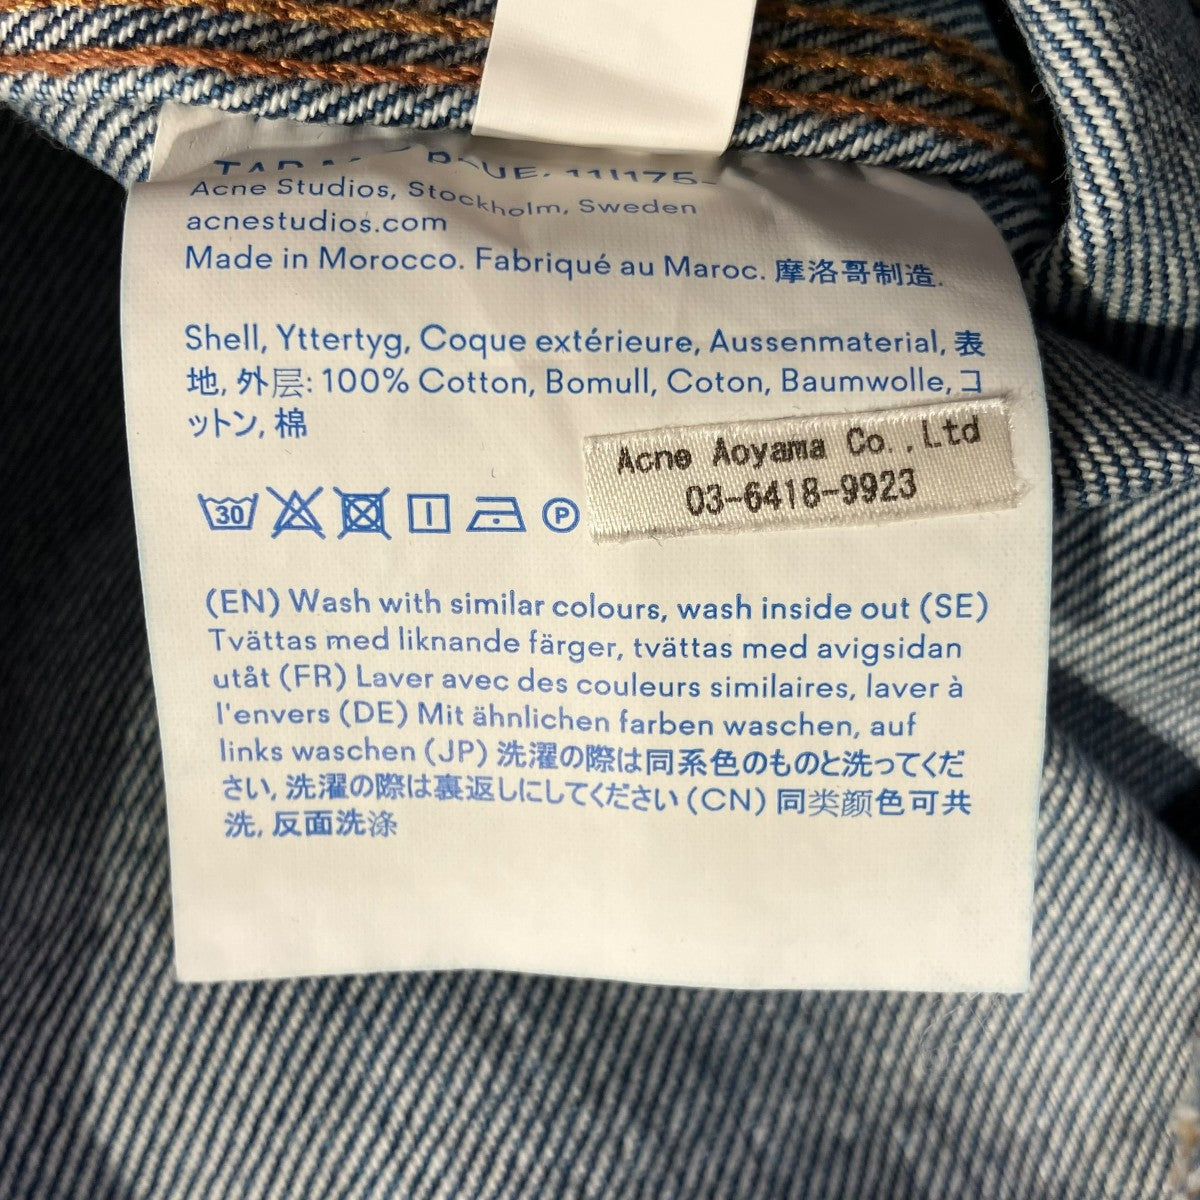 Acne Studios, Stockholm, Sweden
acnestudios.com
Made in Morocco. Fabriqué au Maroc. 摩洛哥制造.
Shell, Yttertyg, Coque extérieure, Aussenmaterial, 表
地, 外层: 100% Cotton, Bomull, Coton, Baumwolle, コ
ットン, 棉
Acne Aoyama Co.,Ltd
03-6418-9923
30 P
(EN) Wash with similar colours, wash inside out (SE)
Tvättas med liknande färger, tvättas med avigsidan
utåt (FR) Laver avec des couleurs similaires, laver à
l'envers (DE) Mit ähnlichen farben waschen, auf
links waschen (JP) 洗濯の際は同系色のものと洗ってくだ
さい, 洗濯の際は裏返しにしてください (CN) 同类颜色可共
洗, 反面洗涤